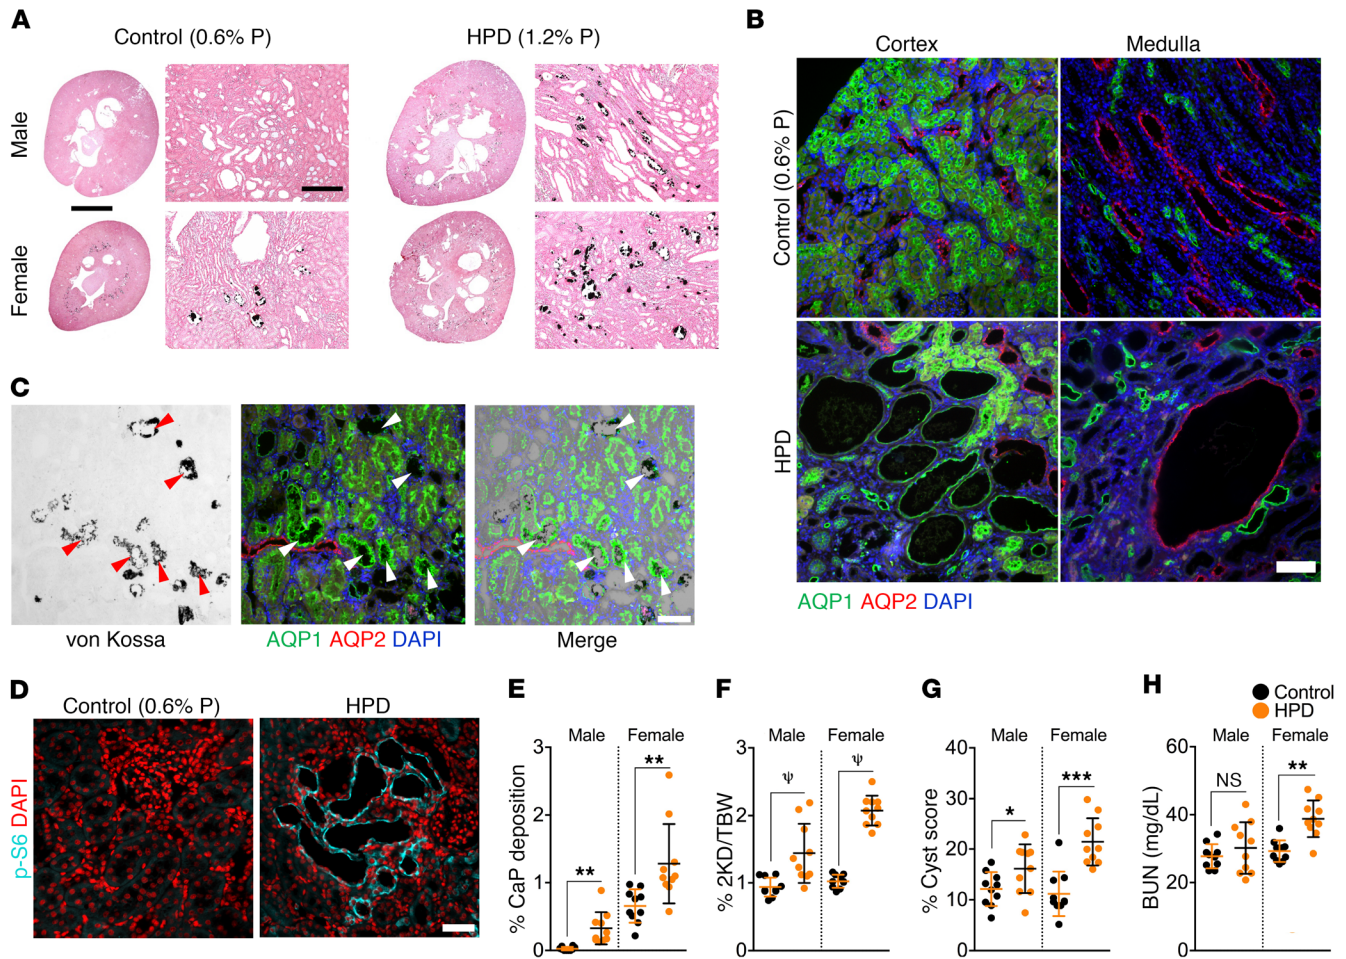 A
Control (0.6% P)
HPD (1.2% P)
Male
Female
B
Cortex
Medulla
Control (0.6% P)
HPD
AQP1 AQP2 DAPI
C
von Kossa
AQP1 AQP2 DAPI
Merge
D
Control (0.6% P)
HPD
p-S6 DAPI
E
Male
Female
% CaP deposition
3
2
1
0
**
**
F
Male
Female
% 2KD/TBW
3
2
1
0
ψ
ψ
G
Male
Female
% Cyst score
40
30
20
10
0
*
***
H
Control
HPD
Male
Female
BUN (mg/dL)
60
40
20
0
NS
**